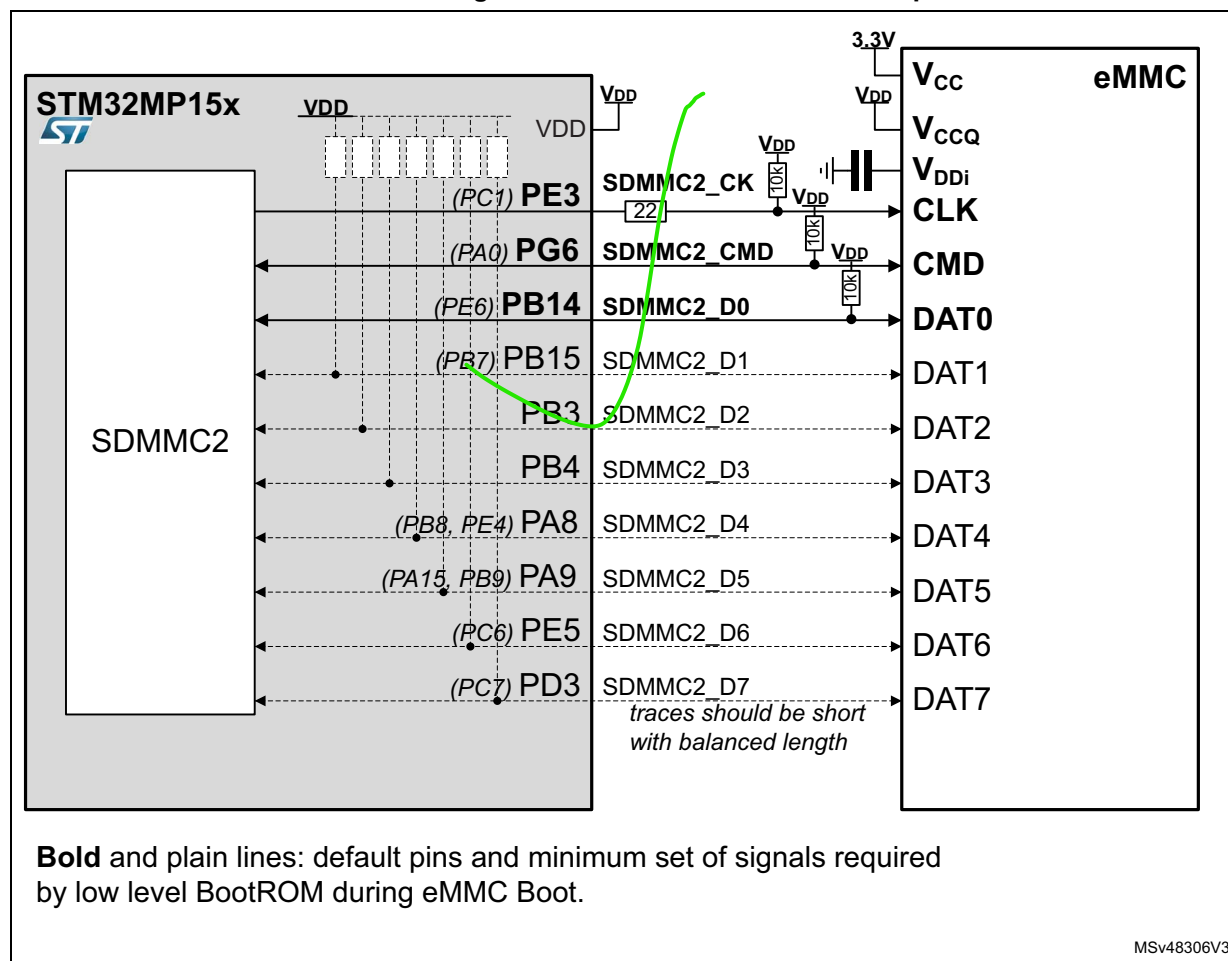 3.3V
STM32MP15x
VDD
VDD
VDD
VCC
eMMC
VDD
VCCQ
VDD
VDDi
(PC1) PE3
SDMMC2_CK
10k
22
VDD
CLK
(PA0) PG6
SDMMC2_CMD
10k
VDD
CMD
(PE6) PB14
SDMMC2_D0
10k
DAT0
(PB7) PB15
SDMMC2_D1
DAT1
SDMMC2
PB3
SDMMC2_D2
DAT2
PB4
SDMMC2_D3
DAT3
(PB8, PE4) PA8
SDMMC2_D4
DAT4
(PA15, PB9) PA9
SDMMC2_D5
DAT5
(PC6) PE5
SDMMC2_D6
DAT6
(PC7) PD3
SDMMC2_D7
DAT7
traces should be short
with balanced length
Bold and plain lines: default pins and minimum set of signals required
by low level BootROM during eMMC Boot.
MSv48306V3